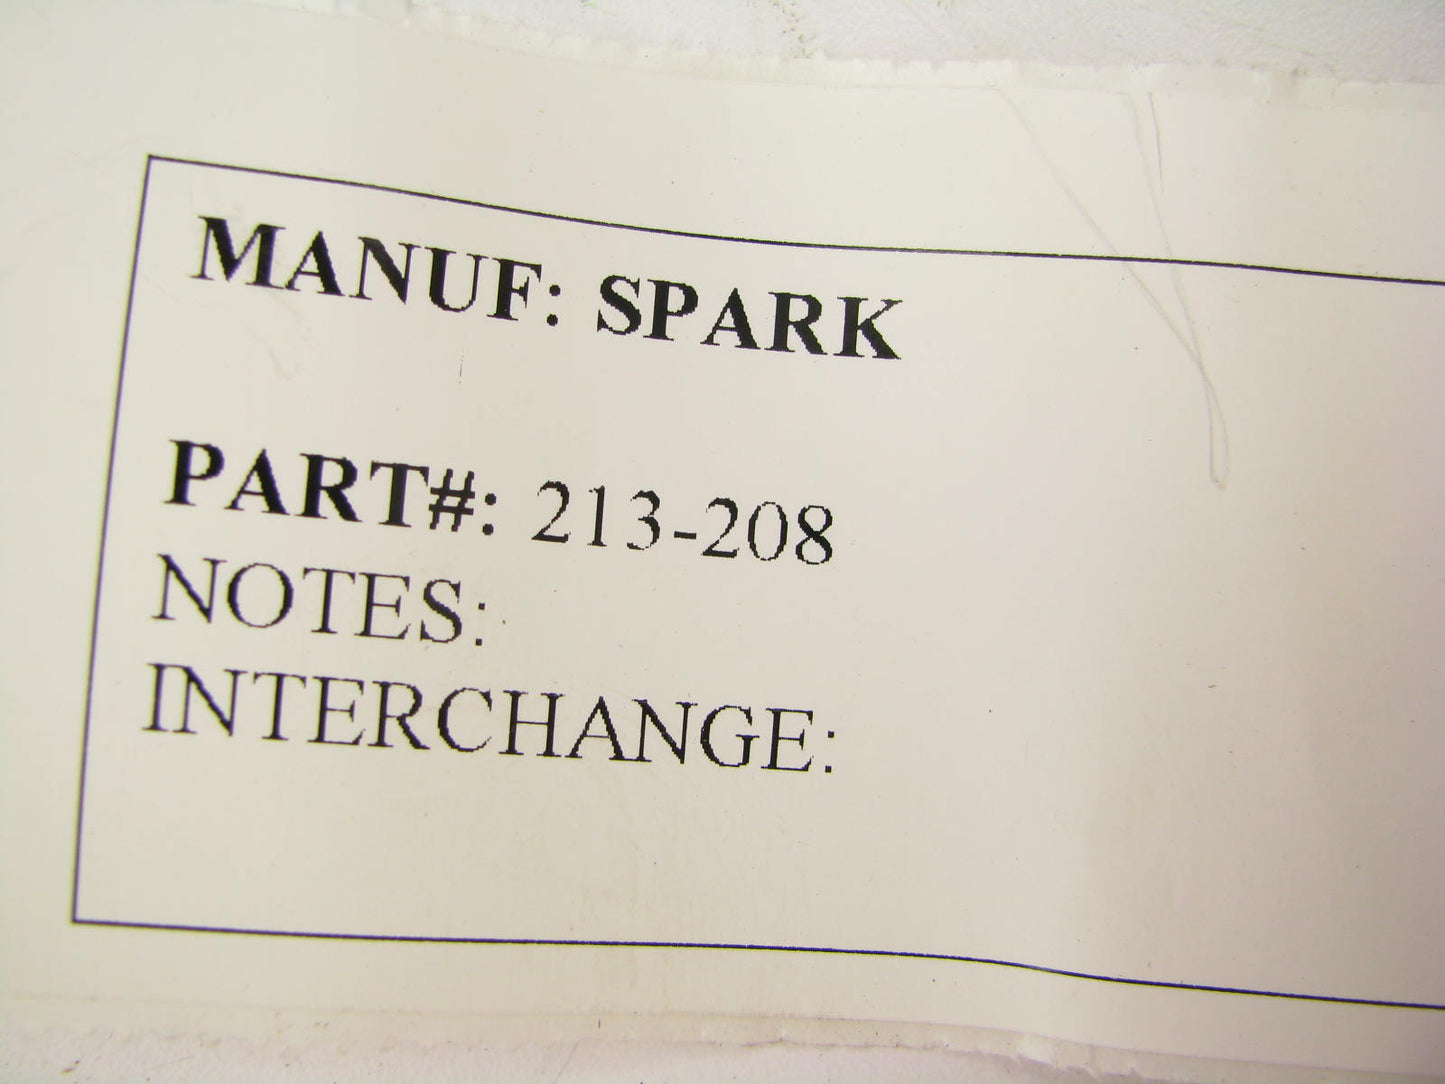 MANUF: SPARK
PART#: 213-208
NOTES:
INTERCHANGE: